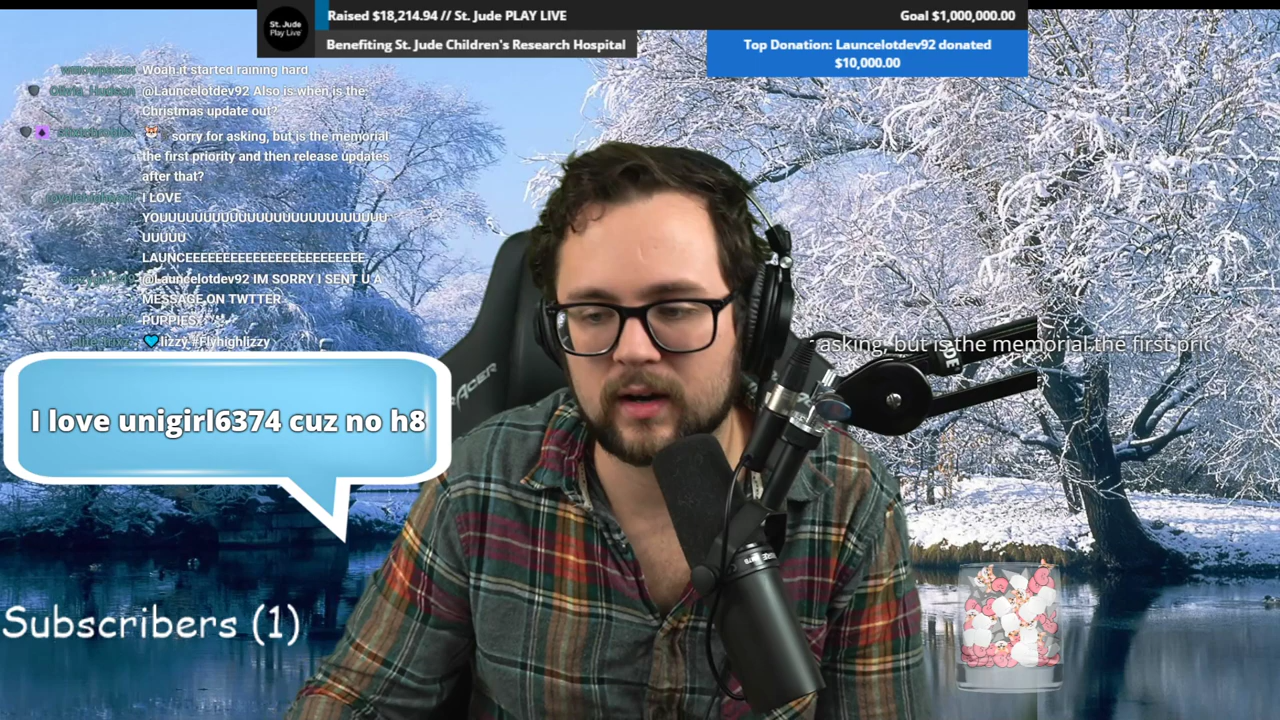 St. Jude
PLAY LIVE
Raised $18,214.94 // St. Jude PLAY LIVE
Goal $1,000,000.00
Benefiting St. Jude Children's Research Hospital
Top Donation: Launcelotdev92 donated
$10,000.00
Woah it started raining hard
Olivia_Hudson @Launcelotdev92 Also is when is the
Christmas update out?
sorry for asking, but is the memorial
the first priority and then release updates
after that?
I LOVE
YOUUUUUUUUUUUUUUUUUUUUUUUUUU
UUUUU
LAUNCEEEEEEEEEEEEEEEEEEEEEEEE
@Launcelotdev92 IM SORRY I SENT U A
MESSAGE ON TWTTER
PUPPIES
lizzy #Flyhighlizzy
asking, but is the memorial the first pric
I love unigirl6374 cuz no h8
Subscribers (1)